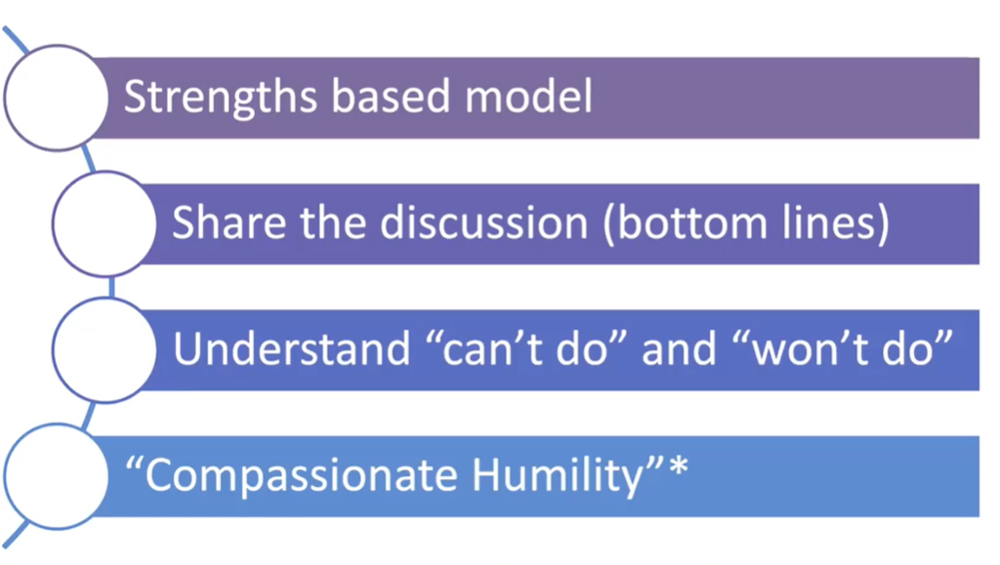 Strengths based model
Share the discussion (bottom lines)
Understand “can’t do” and “won’t do”
“Compassionate Humility”*